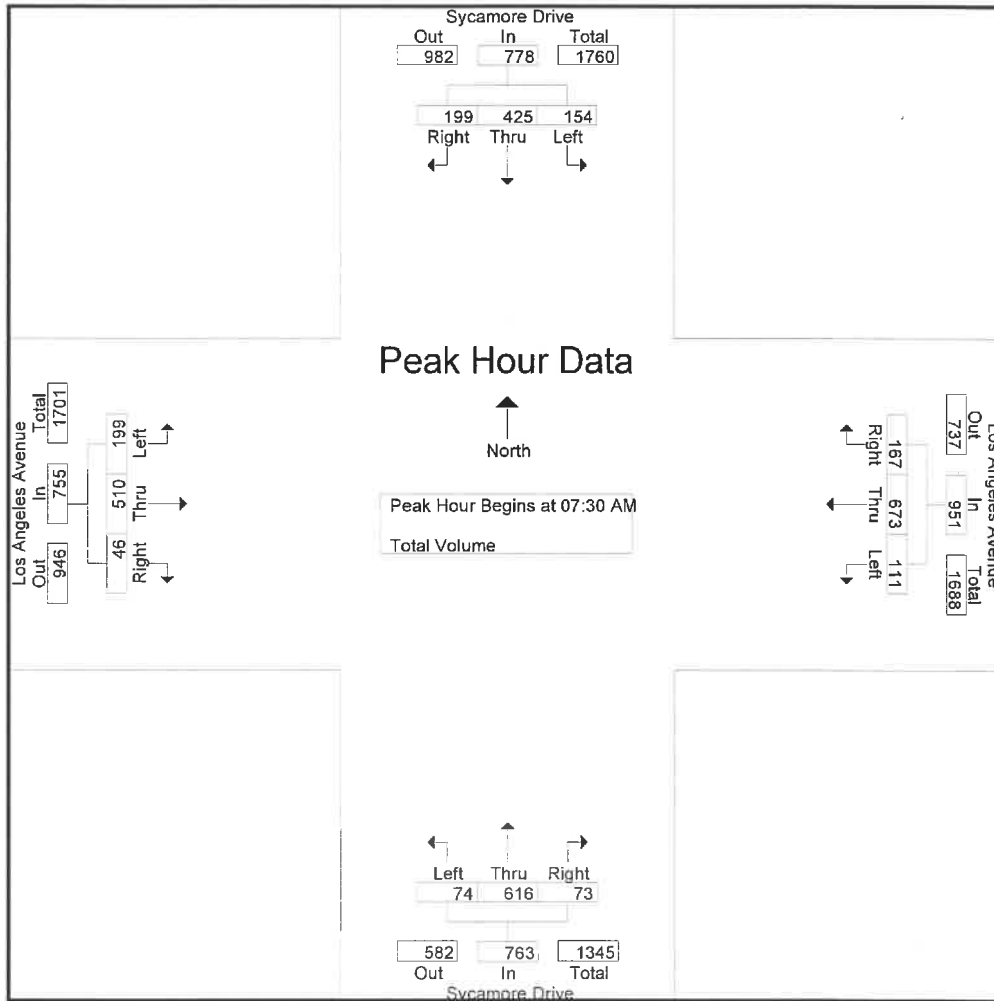 Sycamore Drive
Out In Total
982 778 1760
199 425 154
Right Thru Left
Peak Hour Data
North
Peak Hour Begins at 07:30 AM
Total Volume
Los Angeles Avenue
Out In Total
946 755 1701
199 510 46
Left Thru Right
Los Angeles Avenue
Out In Total
737 951 1688
167 673 111
Right Thru Left
Left Thru Right
74 616 73
582 763 1345
Out In Total
Sycamore Drive